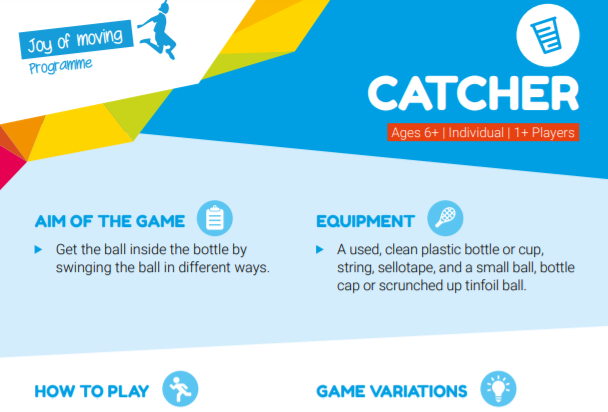 Joy of moving
Programme
CATCHER
Ages 6+ | Individual | 1+ Players
AIM OF THE GAME
Get the ball inside the bottle by
swinging the ball in different ways.
EQUIPMENT
A used, clean plastic bottle or cup,
string, sellotape, and a small ball, bottle
cap or scrunched up tinfoil ball.
HOW TO PLAY
GAME VARIATIONS